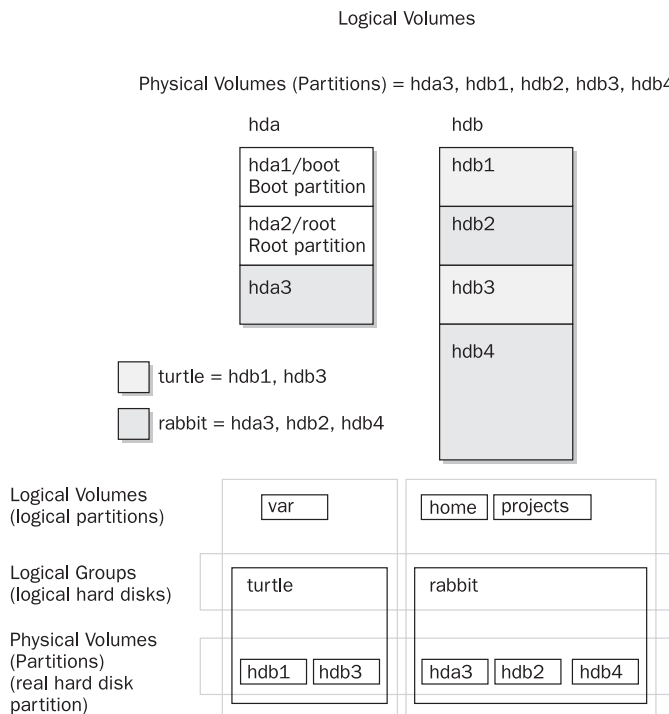 Logical Volumes
Physical Volumes (Partitions) = hda3, hdb1, hdb2, hdb3, hdb4
hda
hdb
hda1/boot
Boot partition
hda2/root
Root partition
hda3
hdb1
hdb2
hdb3
hdb4
turtle = hdb1, hdb3
rabbit = hda3, hdb2, hdb4
Logical Volumes
(logical partitions)
var
home
projects
Logical Groups
(logical hard disks)
turtle
rabbit
Physical Volumes
(Partitions)
(real hard disk
partition)
hdb1
hdb3
hda3
hdb2
hdb4